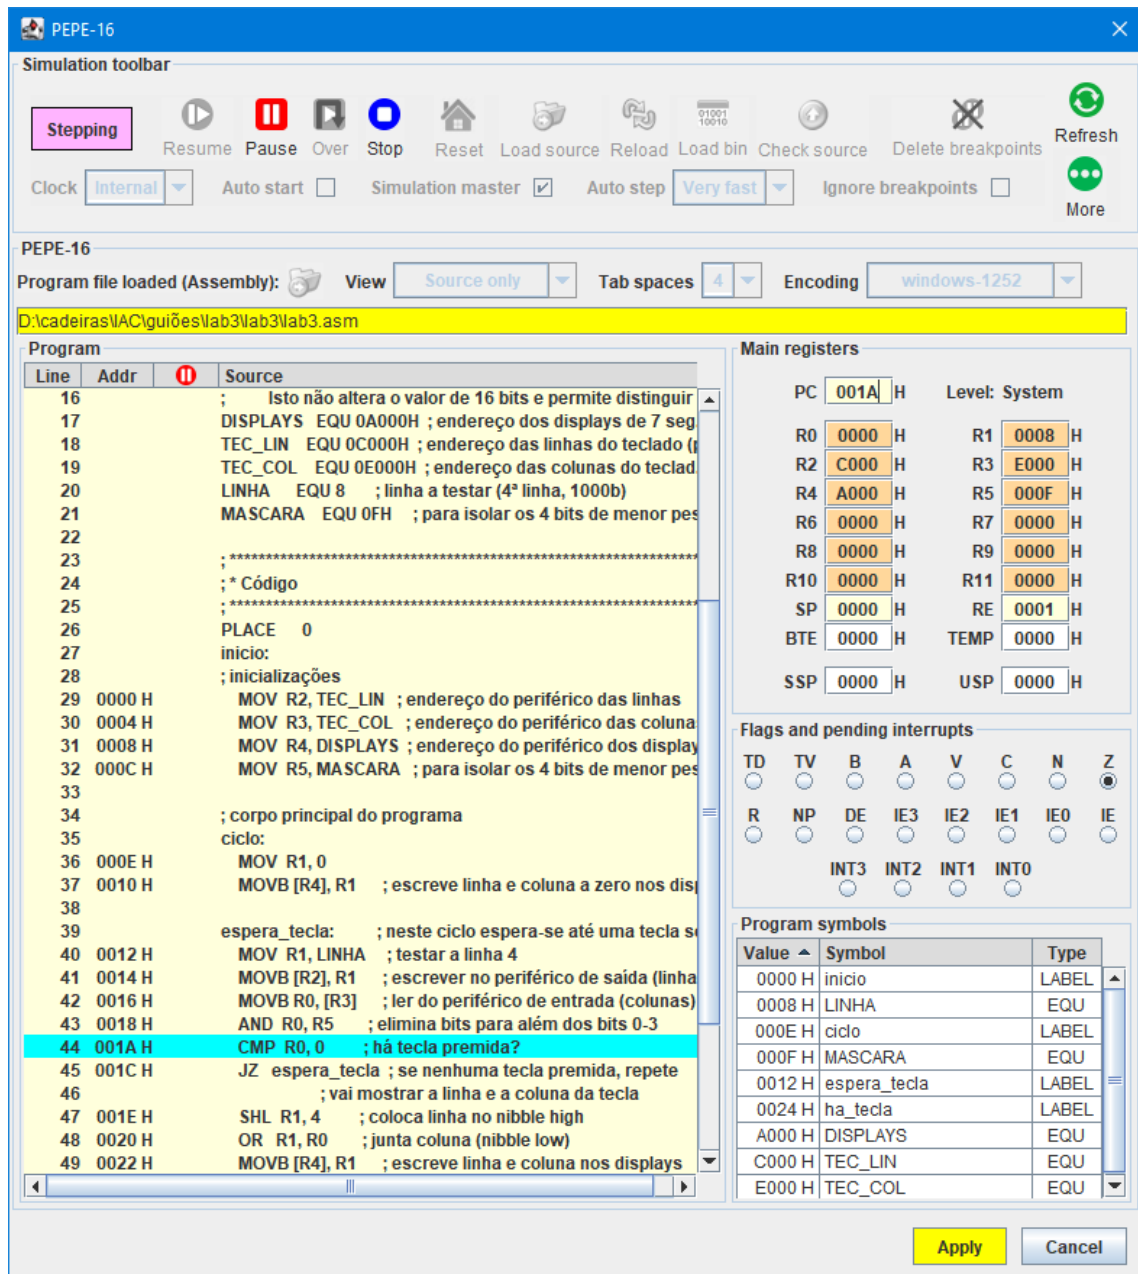 PEPE-16
Simulation toolbar
Stepping
Resume Pause Over Stop Reset Load source Reload Load bin Check source Delete breakpoints Refresh
01001
10010
Clock Internal Auto start Simulation master Auto step Very fast Ignore breakpoints
More
PEPE-16
Program file loaded (Assembly): View Source only Tab spaces 4 Encoding windows-1252
D:\cadeiras\IAC\guiões\lab3\lab3\lab3.asm
Program
Line Addr Source
16 ; Isto não altera o valor de 16 bits e permite distinguir
17 DISPLAYS EQU 0A000H ; endereço dos displays de 7 seg.
18 TEC_LIN EQU 0C000H ; endereço das linhas do teclado (
19 TEC_COL EQU 0E000H ; endereço das colunas do teclad.
20 LINHA EQU 8 ; linha a testar (4ª linha, 1000b)
21 MASCARA EQU 0FH ; para isolar os 4 bits de menor pes
22
23 ; **********************************************************************
24 ; * Código
25 ; **********************************************************************
26 PLACE 0
27 inicio:
28 ; inicializações
29 0000 H MOV R2, TEC_LIN ; endereço do periférico das linhas
30 0004 H MOV R3, TEC_COL ; endereço do periférico das coluna
31 0008 H MOV R4, DISPLAYS ; endereço do periférico dos display
32 000C H MOV R5, MASCARA ; para isolar os 4 bits de menor pes
33
34 ; corpo principal do programa
35 ciclo:
36 000E H MOV R1, 0
37 0010 H MOVB [R4], R1 ; escreve linha e coluna a zero nos disp
38
39 espera_tecla: ; neste ciclo espera-se até uma tecla s
40 0012 H MOV R1, LINHA ; testar a linha 4
41 0014 H MOVB [R2], R1 ; escrever no periférico de saída (linha
42 0016 H MOVB R0, [R3] ; ler do periférico de entrada (colunas)
43 0018 H AND R0, R5 ; elimina bits para além dos bits 0-3
44 001A H CMP R0, 0 ; há tecla premida?
45 001C H JZ espera_tecla ; se nenhuma tecla premida, repete
46 ; vai mostrar a linha e a coluna da tecla
47 001E H SHL R1, 4 ; coloca linha no nibble high
48 0020 H OR R1, R0 ; junta coluna (nibble low)
49 0022 H MOVB [R4], R1 ; escreve linha e coluna nos displays
Main registers
PC 001A H Level: System
R0 0000 H R1 0008 H
R2 C000 H R3 E000 H
R4 A000 H R5 000F H
R6 0000 H R7 0000 H
R8 0000 H R9 0000 H
R10 0000 H R11 0000 H
SP 0000 H RE 0001 H
BTE 0000 H TEMP 0000 H
SSP 0000 H USP 0000 H
Flags and pending interrupts
TD TV B A V C N Z
R NP DE IE3 IE2 IE1 IE0 IE
INT3 INT2 INT1 INT0
Program symbols
Value Symbol Type
0000 H inicio LABEL
0008 H LINHA EQU
000E H ciclo LABEL
000F H MASCARA EQU
0012 H espera_tecla LABEL
0024 H ha_tecla LABEL
A000 H DISPLAYS EQU
C000 H TEC_LIN EQU
E000 H TEC_COL EQU
Apply Cancel